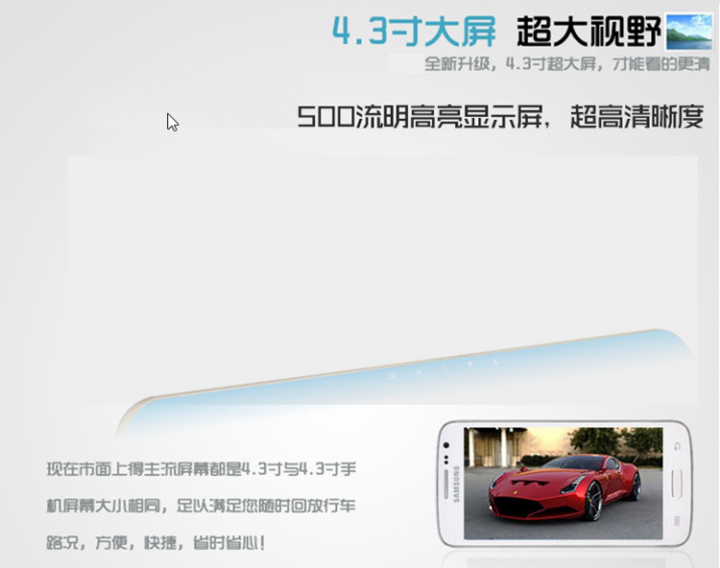 4.3寸大屏 超大视野
全新升级，4.3寸超大屏，才能看的更清
500流明高亮显示屏，超高清晰度
现在市面上得主流屏幕都是4.3寸与4.3寸手
机屏幕大小相同，足以满足您随时回放行车
路况，方便，快捷，省时省心！
SAMSUNG